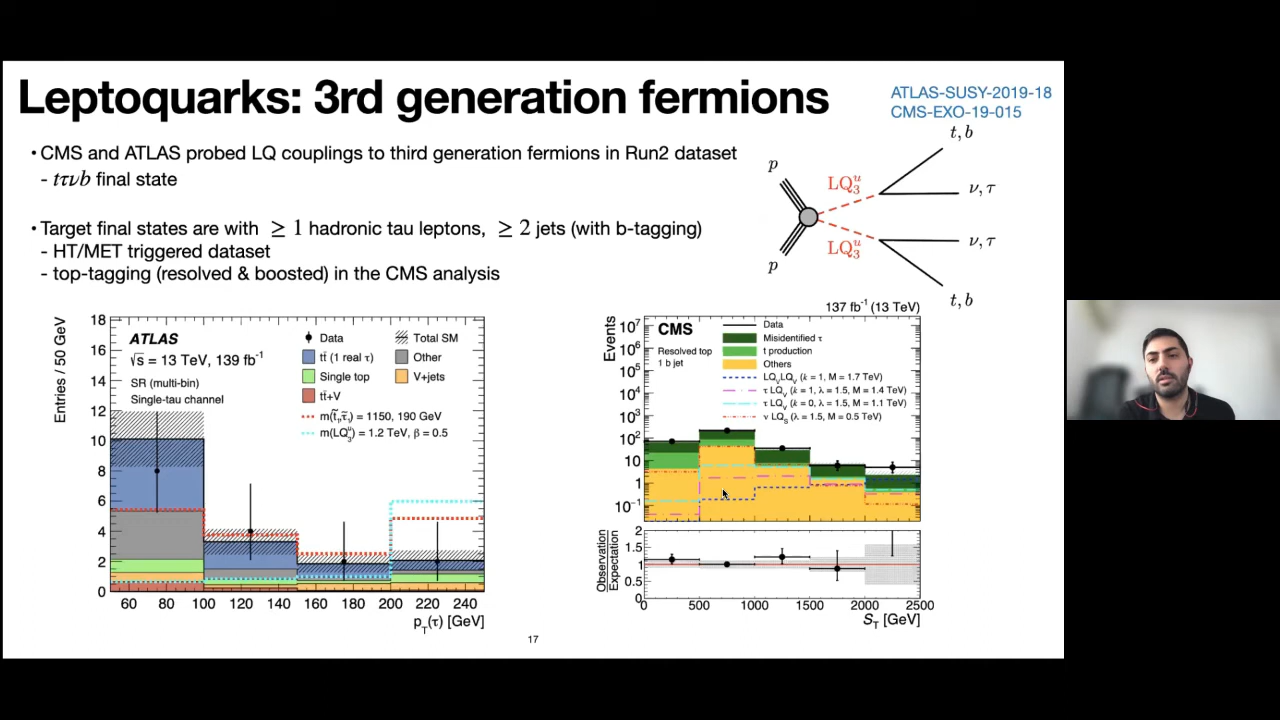 Leptoquarks: 3rd generation fermions
ATLAS-SUSY-2019-18
CMS-EXO-19-015
• CMS and ATLAS probed LQ couplings to third generation fermions in Run2 dataset
- tτνb final state
• Target final states are with ≥ 1 hadronic tau leptons, ≥ 2 jets (with b-tagging)
- HT/MET triggered dataset
- top-tagging (resolved & boosted) in the CMS analysis
t, b
p
LQ₃ᵘ
ν, τ
LQ₃ᵘ
ν, τ
p
t, b
Entries / 50 GeV
18
16
14
12
10
8
6
4
2
0
ATLAS
√s = 13 TeV, 139 fb⁻¹
SR (multi-bin)
Single-tau channel
Data
Total SM
tt̄ (1 real τ)
Other
Single top
V+jets
tt̄+V
m(t̃₁,τ̃₁) = 1150, 190 GeV
m(LQ₃ᵘ) = 1.2 TeV, β = 0.5
60 80 100 120 140 160 180 200 220 240
p_T(τ) [GeV]
137 fb⁻¹ (13 TeV)
Events
10⁷
10⁶
10⁵
10⁴
10³
10²
10
1
10⁻¹
CMS
Resolved top
1 b jet
Data
Misidentified τ
t production
Others
LQ_VLQ_V (k = 1, M = 1.7 TeV)
τ LQ_V (k = 1, λ = 1.5, M = 1.4 TeV)
τ LQ_V (k = 0, λ = 1.5, M = 1.1 TeV)
ν LQ_S (λ = 1.5, M = 0.5 TeV)
Observation
Expectation
2
1.5
1
0.5
0 500 1000 1500 2000 2500
S_T [GeV]
17